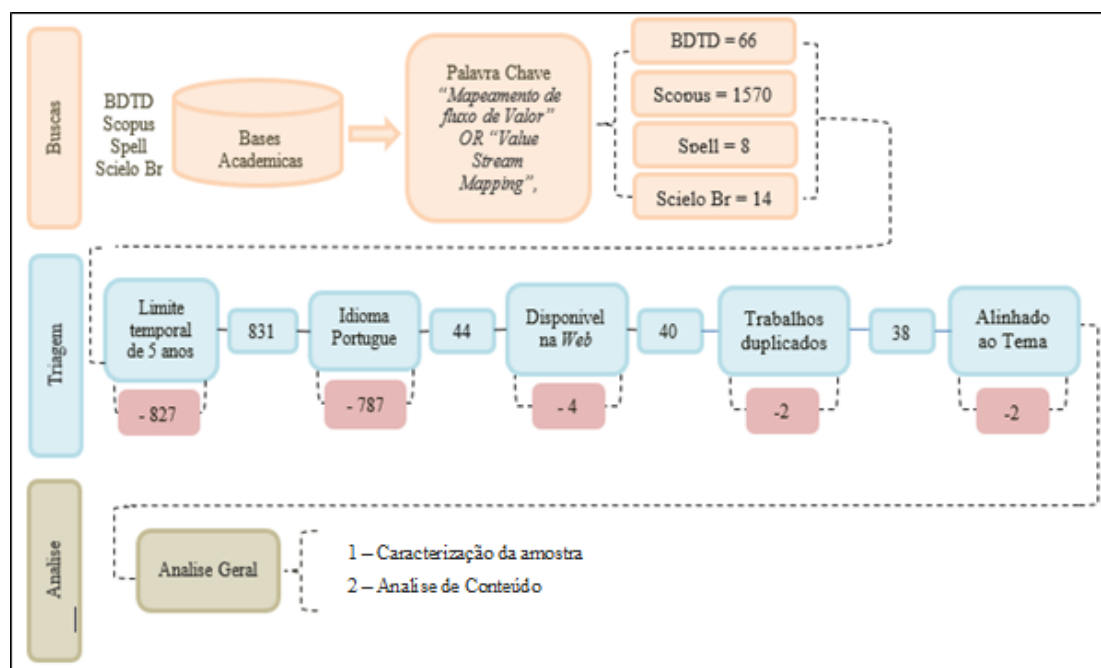 Buscas
BDTD
Scopus
Spell
Scielo Br
Bases
Academicas
Palavra Chave
“Mapeamento de
fluxo de Valor”
OR “Value
Stream
Mapping”,
BDTD = 66
Scopus = 1570
Spell = 8
Scielo Br = 14
Triagem
Limite
temporal
de 5 anos
831
Idioma
Portugue
44
Disponivel
na Web
40
Trabalhos
duplicados
38
Alinhado
ao Tema
- 827
- 787
- 4
-2
-2
Analise
Analise Geral
1 – Caracterização da amostra
2 – Analise de Conteúdo